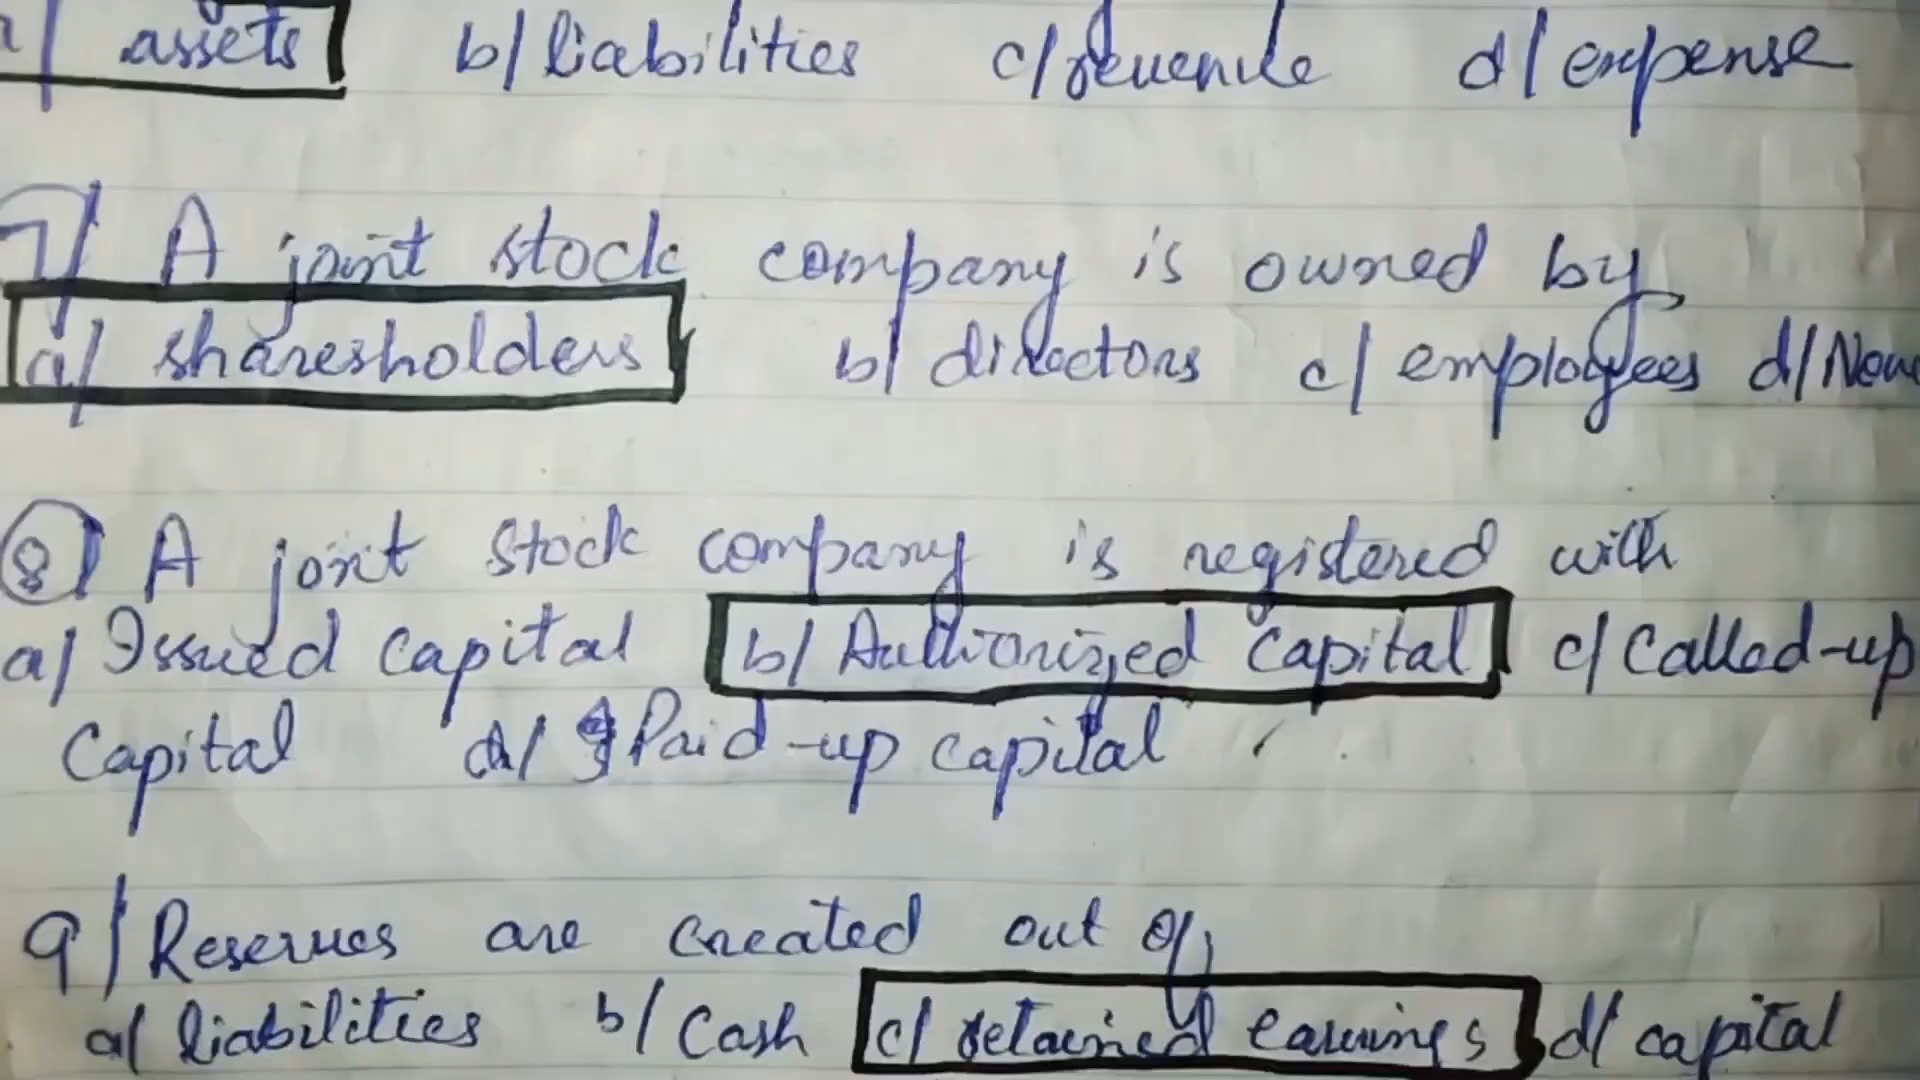 a/ assets b/ liabilities c/ revenue d/ expense
7/ A joint stock company is owned by
a/ sharesholders b/ directors c/ employees d/ None
8) A joint stock company is registered with
a/ Issued capital b/ Authorized capital c/ Called-up
Capital d/ Paid-up capital
9/ Reserves are created out of,
a/ liabilities b/ Cash c/ retained earnings d/ capital